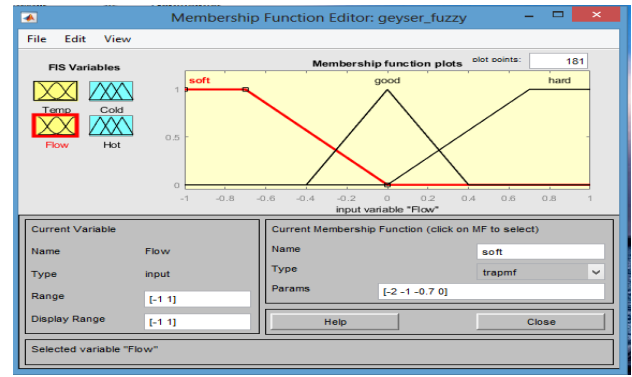 Membership Function Editor: geyser_fuzzy
File Edit View
FIS Variables
Temp Cold
Flow Hot
Membership function plots plot points: 181
soft good hard
1
0.5
0
-1 -0.8 -0.6 -0.4 -0.2 0 0.2 0.4 0.6 0.8 1
input variable "Flow"
Current Variable
Name Flow
Type input
Range [-1 1]
Display Range [-1 1]
Current Membership Function (click on MF to select)
Name soft
Type trapmf
Params [-2 -1 -0.7 0]
Help Close
Selected variable "Flow"